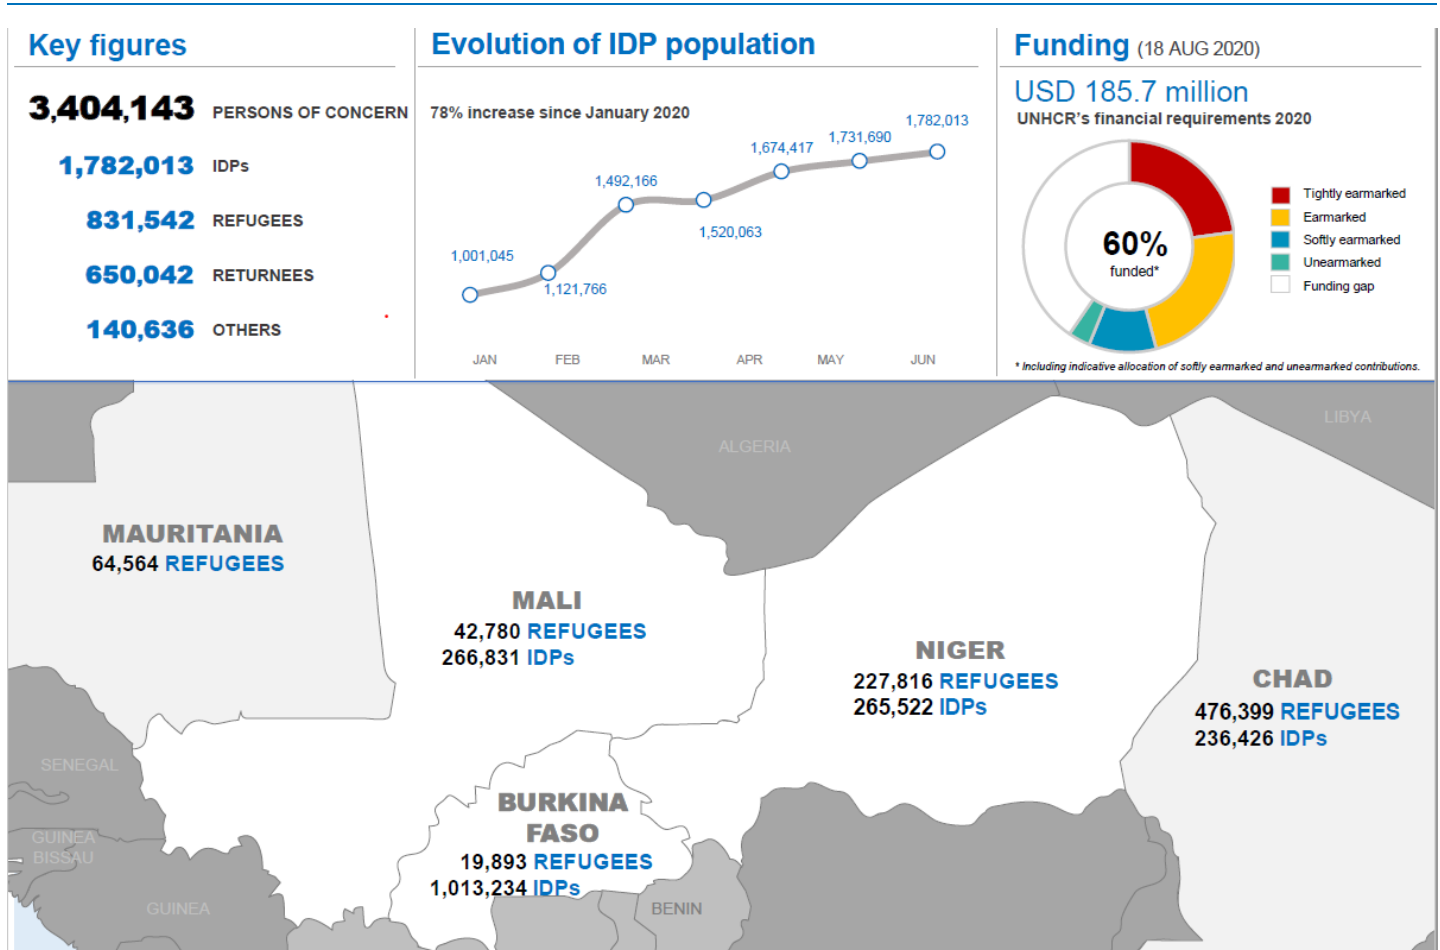 Key figures
3,404,143 PERSONS OF CONCERN
1,782,013 IDPs
831,542 REFUGEES
650,042 RETURNEES
140,636 OTHERS
Evolution of IDP population
78% increase since January 2020
1,001,045
1,121,766
1,492,166
1,520,063
1,674,417
1,731,690
1,782,013
JAN FEB MAR APR MAY JUN
Funding (18 AUG 2020)
USD 185.7 million
UNHCR's financial requirements 2020
60%
funded*
Tightly earmarked
Earmarked
Softly earmarked
Unearmarked
Funding gap
* Including indicative allocation of softly earmarked and unearmarked contributions.
LIBYA
ALGERIA
MAURITANIA
64,564 REFUGEES
MALI
42,780 REFUGEES
266,831 IDPs
NIGER
227,816 REFUGEES
265,522 IDPs
CHAD
476,399 REFUGEES
236,426 IDPs
SENEGAL
BURKINA
FASO
19,893 REFUGEES
1,013,234 IDPs
GUINEA
BISSAU
GUINEA
BENIN